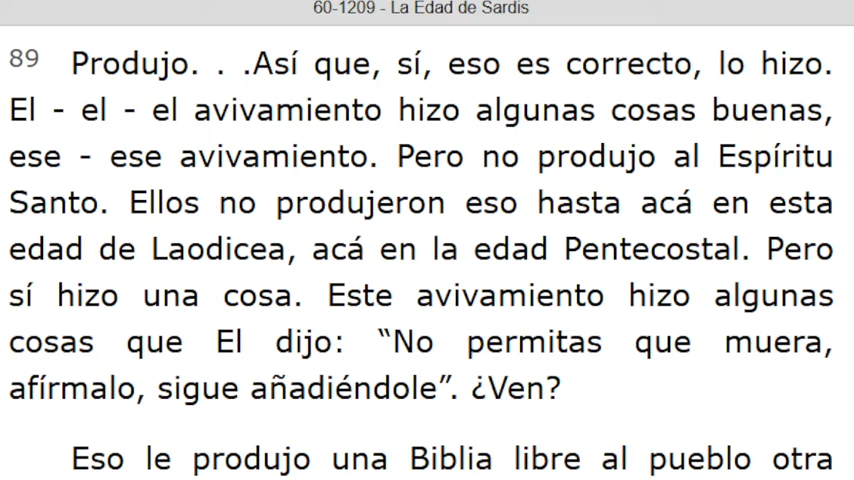 60-1209 - La Edad de Sardis
89 Produjo. . .Así que, sí, eso es correcto, lo hizo.
El - el - el avivamiento hizo algunas cosas buenas,
ese - ese avivamiento. Pero no produjo al Espíritu
Santo. Ellos no produjeron eso hasta acá en esta
edad de Laodicea, acá en la edad Pentecostal. Pero
sí hizo una cosa. Este avivamiento hizo algunas
cosas que El dijo: “No permitas que muera,
afírmalo, sigue añadiéndole”. ¿Ven?
Eso le produjo una Biblia libre al pueblo otra